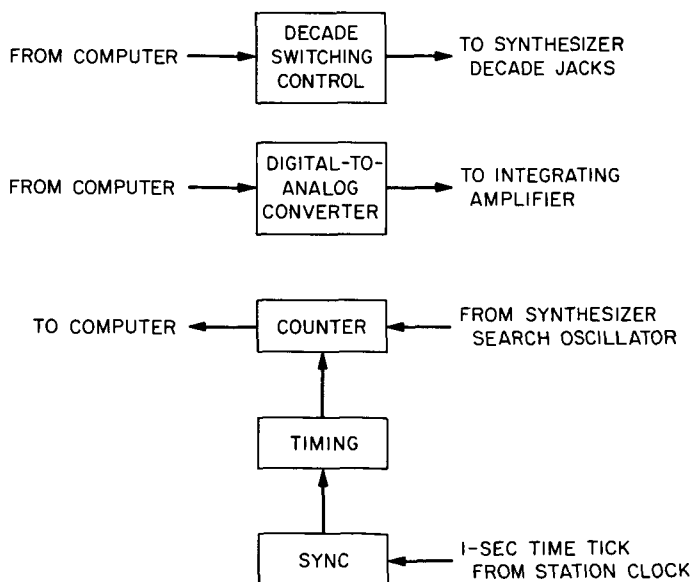 FROM COMPUTER
DECADE
SWITCHING
CONTROL
TO SYNTHESIZER
DECADE JACKS
FROM COMPUTER
DIGITAL-TO-
ANALOG
CONVERTER
TO INTEGRATING
AMPLIFIER
TO COMPUTER
COUNTER
FROM SYNTHESIZER
SEARCH OSCILLATOR
TIMING
SYNC
1-SEC TIME TICK
FROM STATION CLOCK